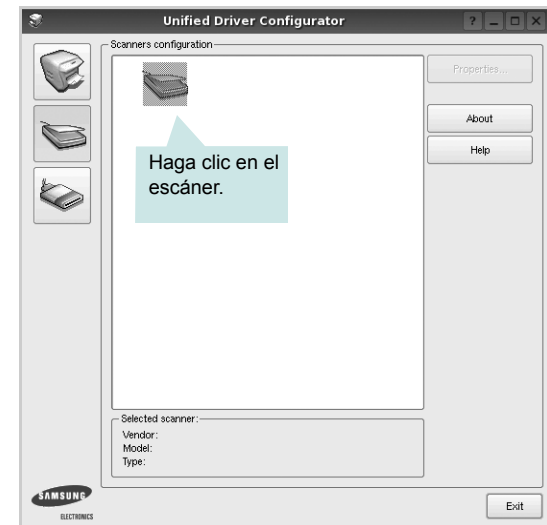 Unified Driver Configurator
Scanners configuration
Properties...
Haga clic en el
escáner.
About
Help
Selected scanner:
Vendor:
Model:
Type:
SAMSUNG
ELECTRONICS
Exit